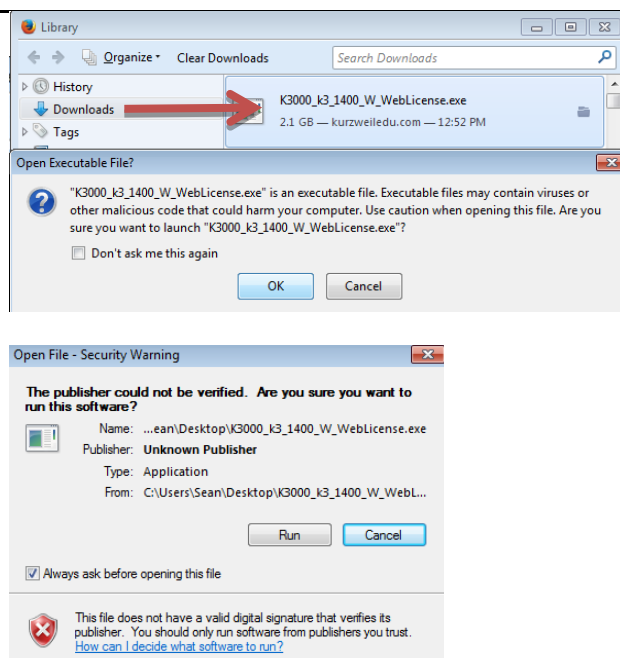 Library
Organize Clear Downloads Search Downloads
History
Downloads
Tags
K3000_k3_1400_W_WebLicense.exe
2.1 GB — kurzweiledu.com — 12:52 PM
Open Executable File?
"K3000_k3_1400_W_WebLicense.exe" is an executable file. Executable files may contain viruses or
other malicious code that could harm your computer. Use caution when opening this file. Are you
sure you want to launch "K3000_k3_1400_W_WebLicense.exe"?
Don't ask me this again
OK Cancel
Open File - Security Warning
The publisher could not be verified. Are you sure you want to
run this software?
Name: ...ean\Desktop\K3000_k3_1400_W_WebLicense.exe
Publisher: Unknown Publisher
Type: Application
From: C:\Users\Sean\Desktop\K3000_k3_1400_W_WebL...
Run Cancel
Always ask before opening this file
This file does not have a valid digital signature that verifies its
publisher. You should only run software from publishers you trust.
How can I decide what software to run?